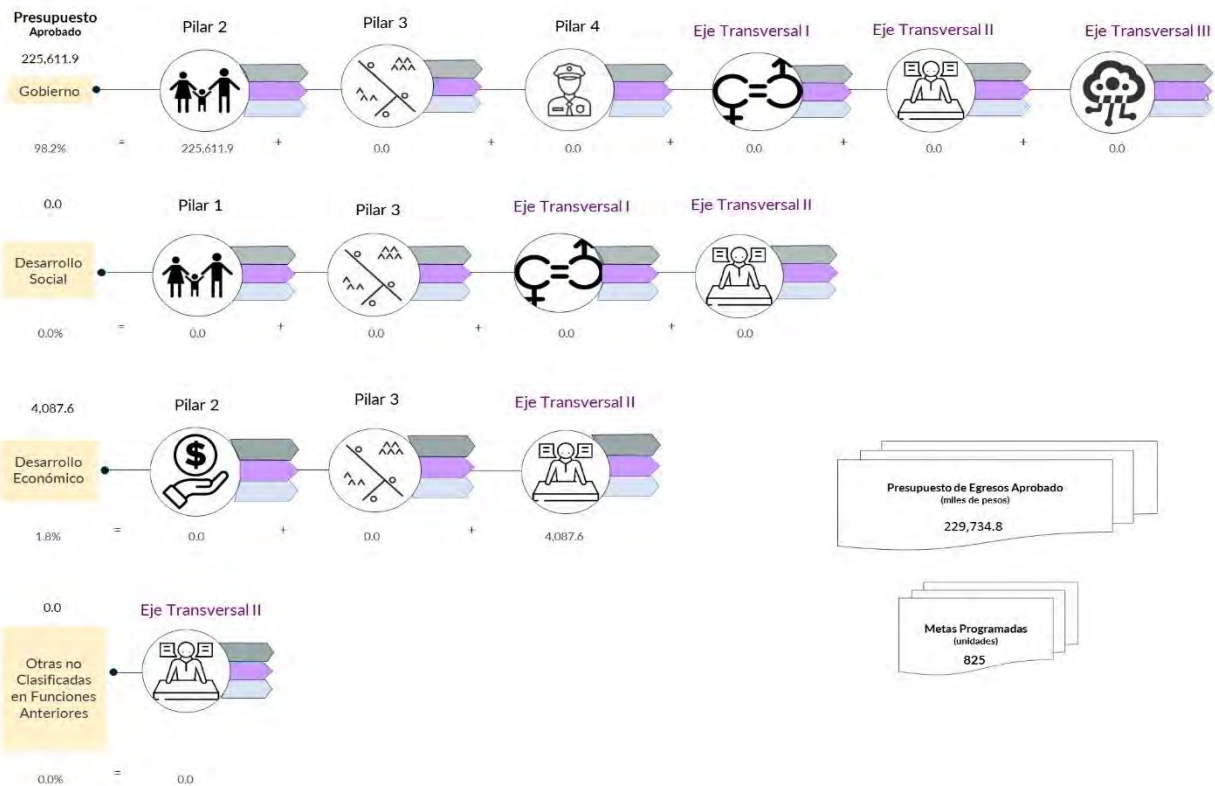 Presupuesto
Aprobado
225,611.9
Gobierno
98.2%
=
Pilar 2
225,611.9
+
Pilar 3
0.0
+
Pilar 4
0.0
+
Eje Transversal I
0.0
+
Eje Transversal II
0.0
+
Eje Transversal III
0.0
0.0
Desarrollo
Social
0.0%
=
Pilar 1
0.0
+
Pilar 3
0.0
+
Eje Transversal I
0.0
+
Eje Transversal II
0.0
4,087.6
Desarrollo
Económico
1.8%
=
Pilar 2
0.0
+
Pilar 3
0.0
+
Eje Transversal II
4,087.6
Presupuesto de Egresos Aprobado
(miles de pesos)
229,734.8
Metas Programadas
(unidades)
825
0.0
Otras no
Clasificadas
en Funciones
Anteriores
0.0%
=
Eje Transversal II
0.0